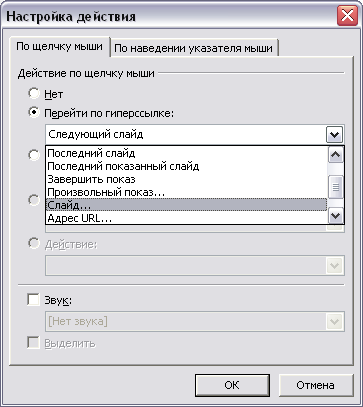 Настройка действия
По щелчку мыши
По наведении указателя мыши
Действие по щелчку мыши
Нет
Перейти по гиперссылке:
Следующий слайд
Последний слайд
Последний показанный слайд
Завершить показ
Произвольный показ...
Слайд...
Адрес URL...
Действие:
Звук:
[Нет звука]
Выделить
ОК
Отмена